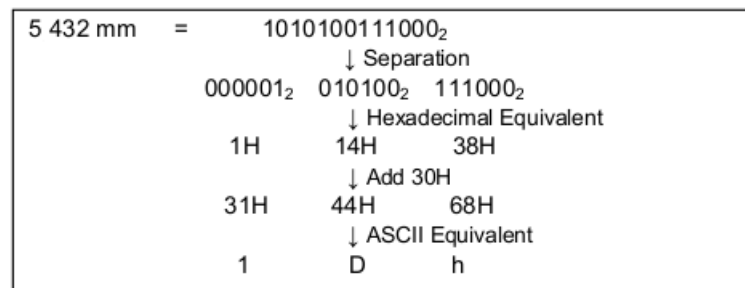 5 432 mm = 1010100111000₂
↓ Separation
000001₂ 010100₂ 111000₂
↓ Hexadecimal Equivalent
1H 14H 38H
↓ Add 30H
31H 44H 68H
↓ ASCII Equivalent
1 D h